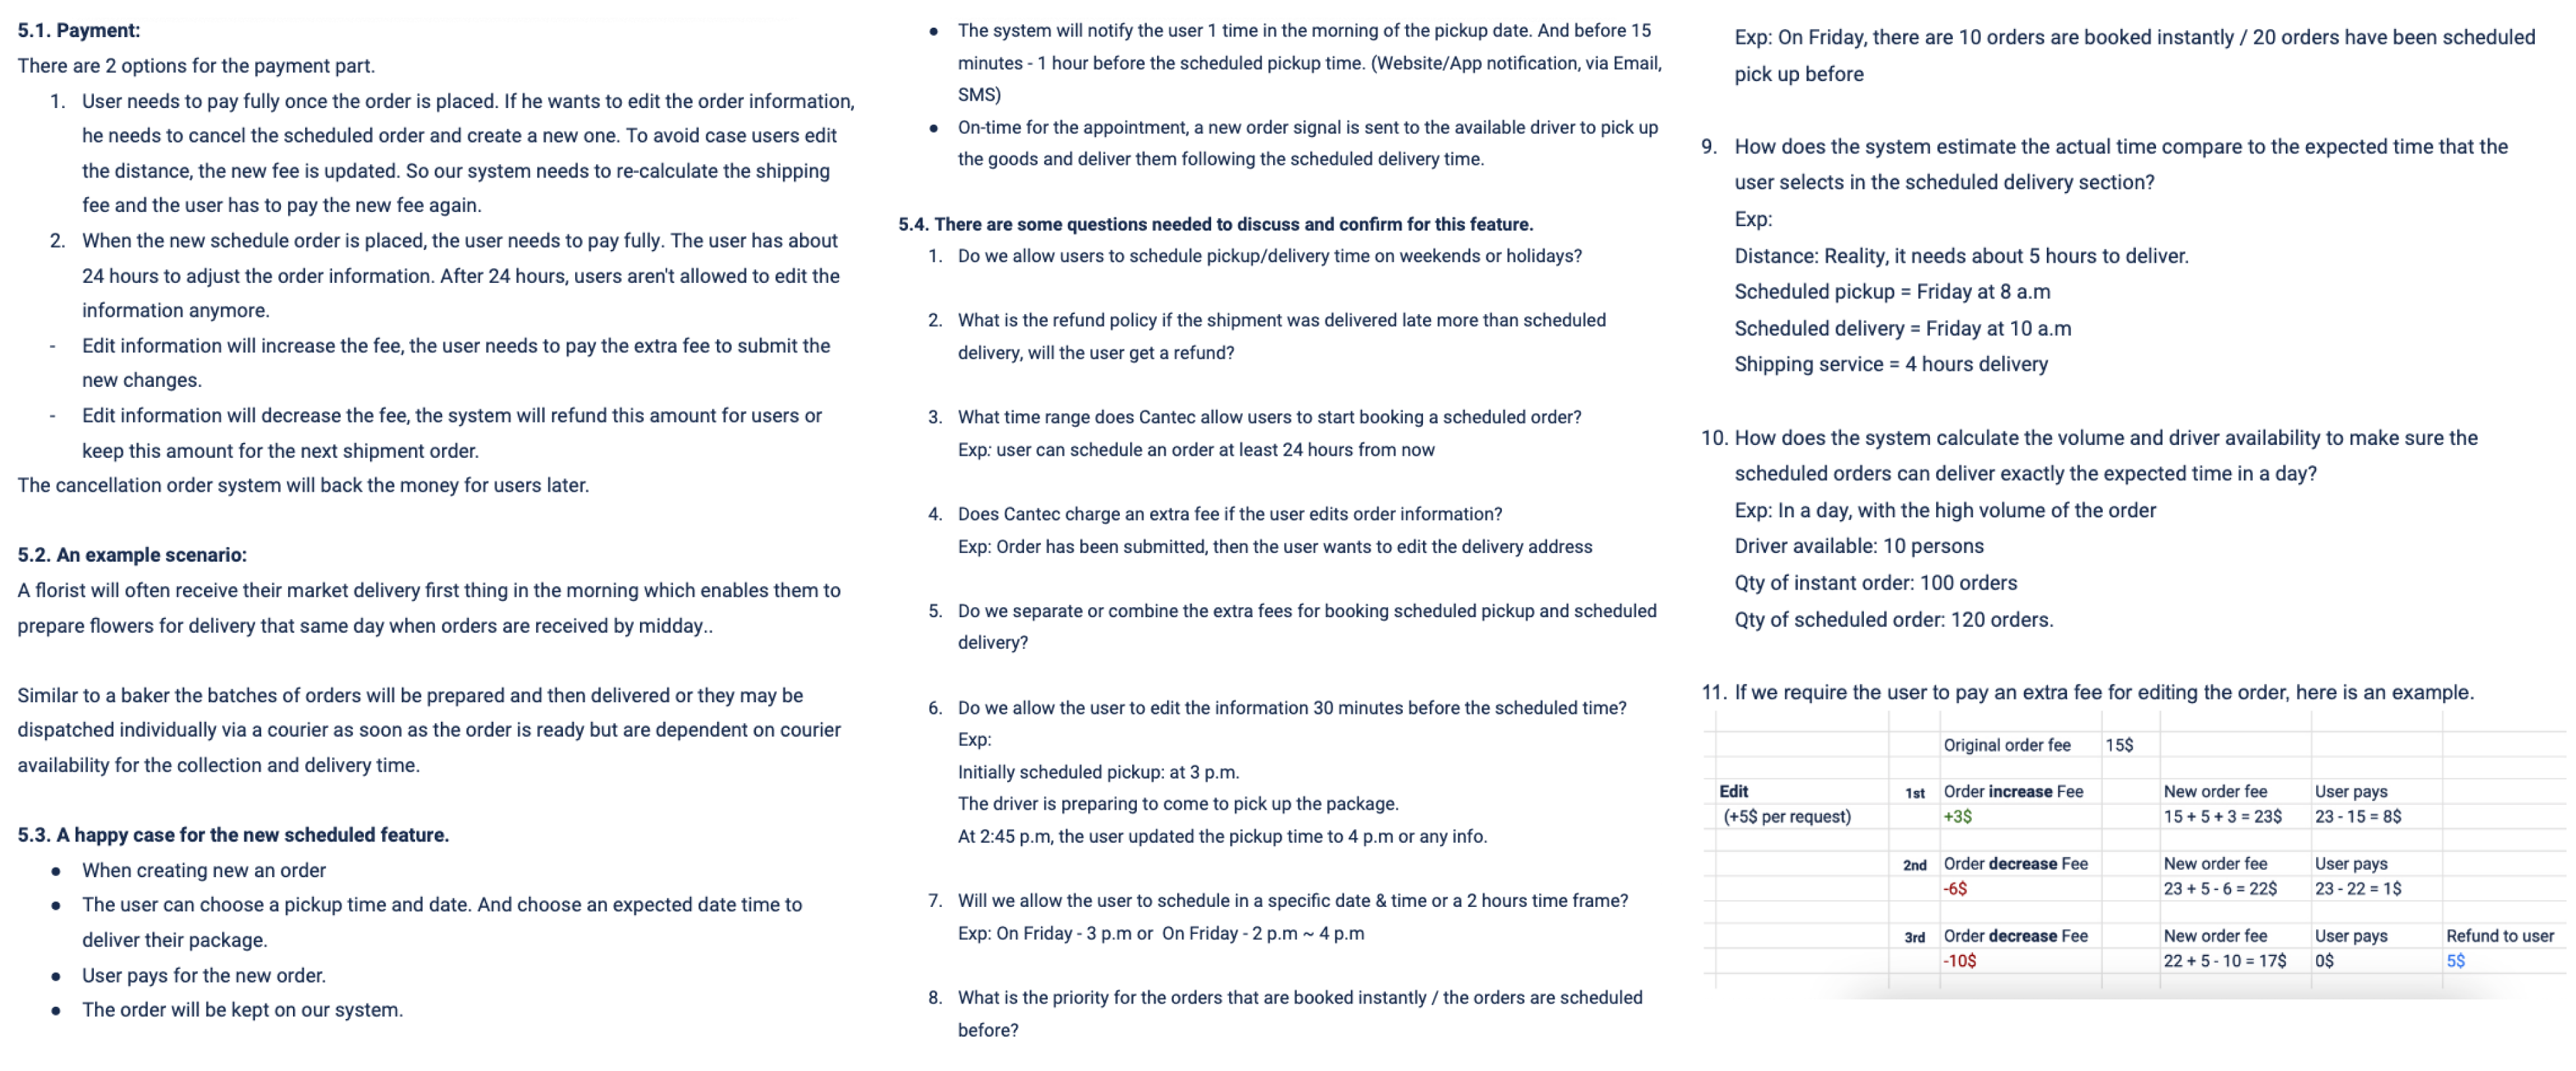 5.1. Payment:
There are 2 options for the payment part.
1. User needs to pay fully once the order is placed. If he wants to edit the order information,
he needs to cancel the scheduled order and create a new one. To avoid case users edit
the distance, the new fee is updated. So our system needs to re-calculate the shipping
fee and the user has to pay the new fee again.
2. When the new schedule order is placed, the user needs to pay fully. The user has about
24 hours to adjust the order information. After 24 hours, users aren't allowed to edit the
information anymore.
- Edit information will increase the fee, the user needs to pay the extra fee to submit the
new changes.
- Edit information will decrease the fee, the system will refund this amount for users or
keep this amount for the next shipment order.
The cancellation order system will back the money for users later.
5.2. An example scenario:
A florist will often receive their market delivery first thing in the morning which enables them to
prepare flowers for delivery that same day when orders are received by midday..
Similar to a baker the batches of orders will be prepared and then delivered or they may be
dispatched individually via a courier as soon as the order is ready but are dependent on courier
availability for the collection and delivery time.
5.3. A happy case for the new scheduled feature.
● When creating new an order
● The user can choose a pickup time and date. And choose an expected date time to
deliver their package.
● User pays for the new order.
● The order will be kept on our system.
● The system will notify the user 1 time in the morning of the pickup date. And before 15
minutes - 1 hour before the scheduled pickup time. (Website/App notification, via Email,
SMS)
● On-time for the appointment, a new order signal is sent to the available driver to pick up
the goods and deliver them following the scheduled delivery time.
5.4. There are some questions needed to discuss and confirm for this feature.
1. Do we allow users to schedule pickup/delivery time on weekends or holidays?
2. What is the refund policy if the shipment was delivered late more than scheduled
delivery, will the user get a refund?
3. What time range does Cantec allow users to start booking a scheduled order?
Exp: user can schedule an order at least 24 hours from now
4. Does Cantec charge an extra fee if the user edits order information?
Exp: Order has been submitted, then the user wants to edit the delivery address
5. Do we separate or combine the extra fees for booking scheduled pickup and scheduled
delivery?
6. Do we allow the user to edit the information 30 minutes before the scheduled time?
Exp:
Initially scheduled pickup: at 3 p.m.
The driver is preparing to come to pick up the package.
At 2:45 p.m, the user updated the pickup time to 4 p.m or any info.
7. Will we allow the user to schedule in a specific date & time or a 2 hours time frame?
Exp: On Friday - 3 p.m or On Friday - 2 p.m ~ 4 p.m
8. What is the priority for the orders that are booked instantly / the orders are scheduled
before?
Exp: On Friday, there are 10 orders are booked instantly / 20 orders have been scheduled
pick up before
9. How does the system estimate the actual time compare to the expected time that the
user selects in the scheduled delivery section?
Exp:
Distance: Reality, it needs about 5 hours to deliver.
Scheduled pickup = Friday at 8 a.m
Scheduled delivery = Friday at 10 a.m
Shipping service = 4 hours delivery
10. How does the system calculate the volume and driver availability to make sure the
scheduled orders can deliver exactly the expected time in a day?
Exp: In a day, with the high volume of the order
Driver available: 10 persons
Qty of instant order: 100 orders
Qty of scheduled order: 120 orders.
11. If we require the user to pay an extra fee for editing the order, here is an example.
Original order fee 15$
Edit 1st Order increase Fee New order fee User pays
(+5$ per request) +3$ 15 + 5 + 3 = 23$ 23 - 15 = 8$
2nd Order decrease Fee New order fee User pays
-6$ 23 + 5 - 6 = 22$ 23 - 22 = 1$
3rd Order decrease Fee New order fee User pays Refund to user
-10$ 22 + 5 - 10 = 17$ 0$ 5$